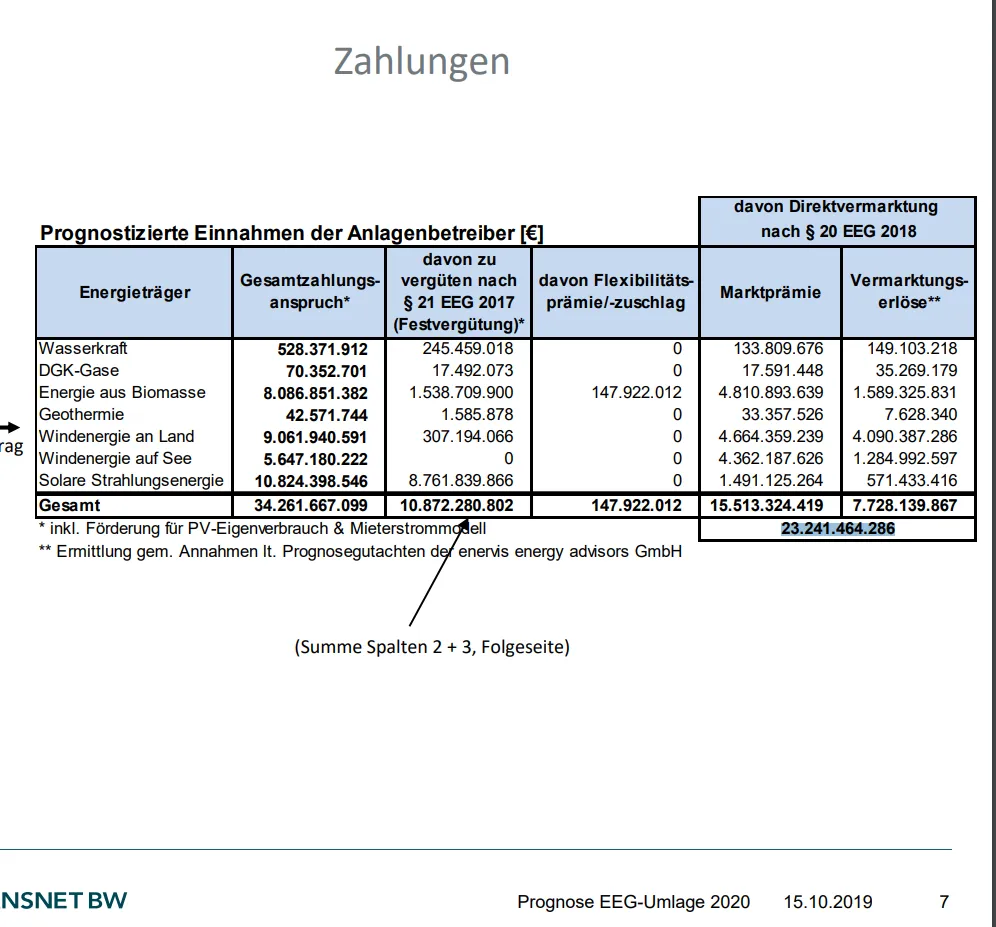 Zahlungen
davon Direktvermarktung
nach § 20 EEG 2018
Prognostizierte Einnahmen der Anlagenbetreiber [€]
Energieträger Gesamtzahlungs-anspruch* davon zu vergüten nach § 21 EEG 2017 (Festvergütung)* davon Flexibilitäts-prämie/-zuschlag Marktprämie Vermarktungs-erlöse**
Wasserkraft 528.371.912 245.459.018 0 133.809.676 149.103.218
DGK-Gase 70.352.701 17.492.073 0 17.591.448 35.269.179
Energie aus Biomasse 8.086.851.382 1.538.709.900 147.922.012 4.810.893.639 1.589.325.831
Geothermie 42.571.744 1.585.878 0 33.357.526 7.628.340
Windenergie an Land 9.061.940.591 307.194.066 0 4.664.359.239 4.090.387.286
Windenergie auf See 5.647.180.222 0 0 4.362.187.626 1.284.992.597
Solare Strahlungsenergie 10.824.398.546 8.761.839.866 0 1.491.125.264 571.433.416
Gesamt 34.261.667.099 10.872.280.802 147.922.012 15.513.324.419 7.728.139.867
* inkl. Förderung für PV-Eigenverbrauch & Mieterstrommodell 23.241.464.286
** Ermittlung gem. Annahmen lt. Prognosegutachten der enervis energy advisors GmbH
rag
(Summe Spalten 2 + 3, Folgeseite)
NSNET BW Prognose EEG-Umlage 2020 15.10.2019 7